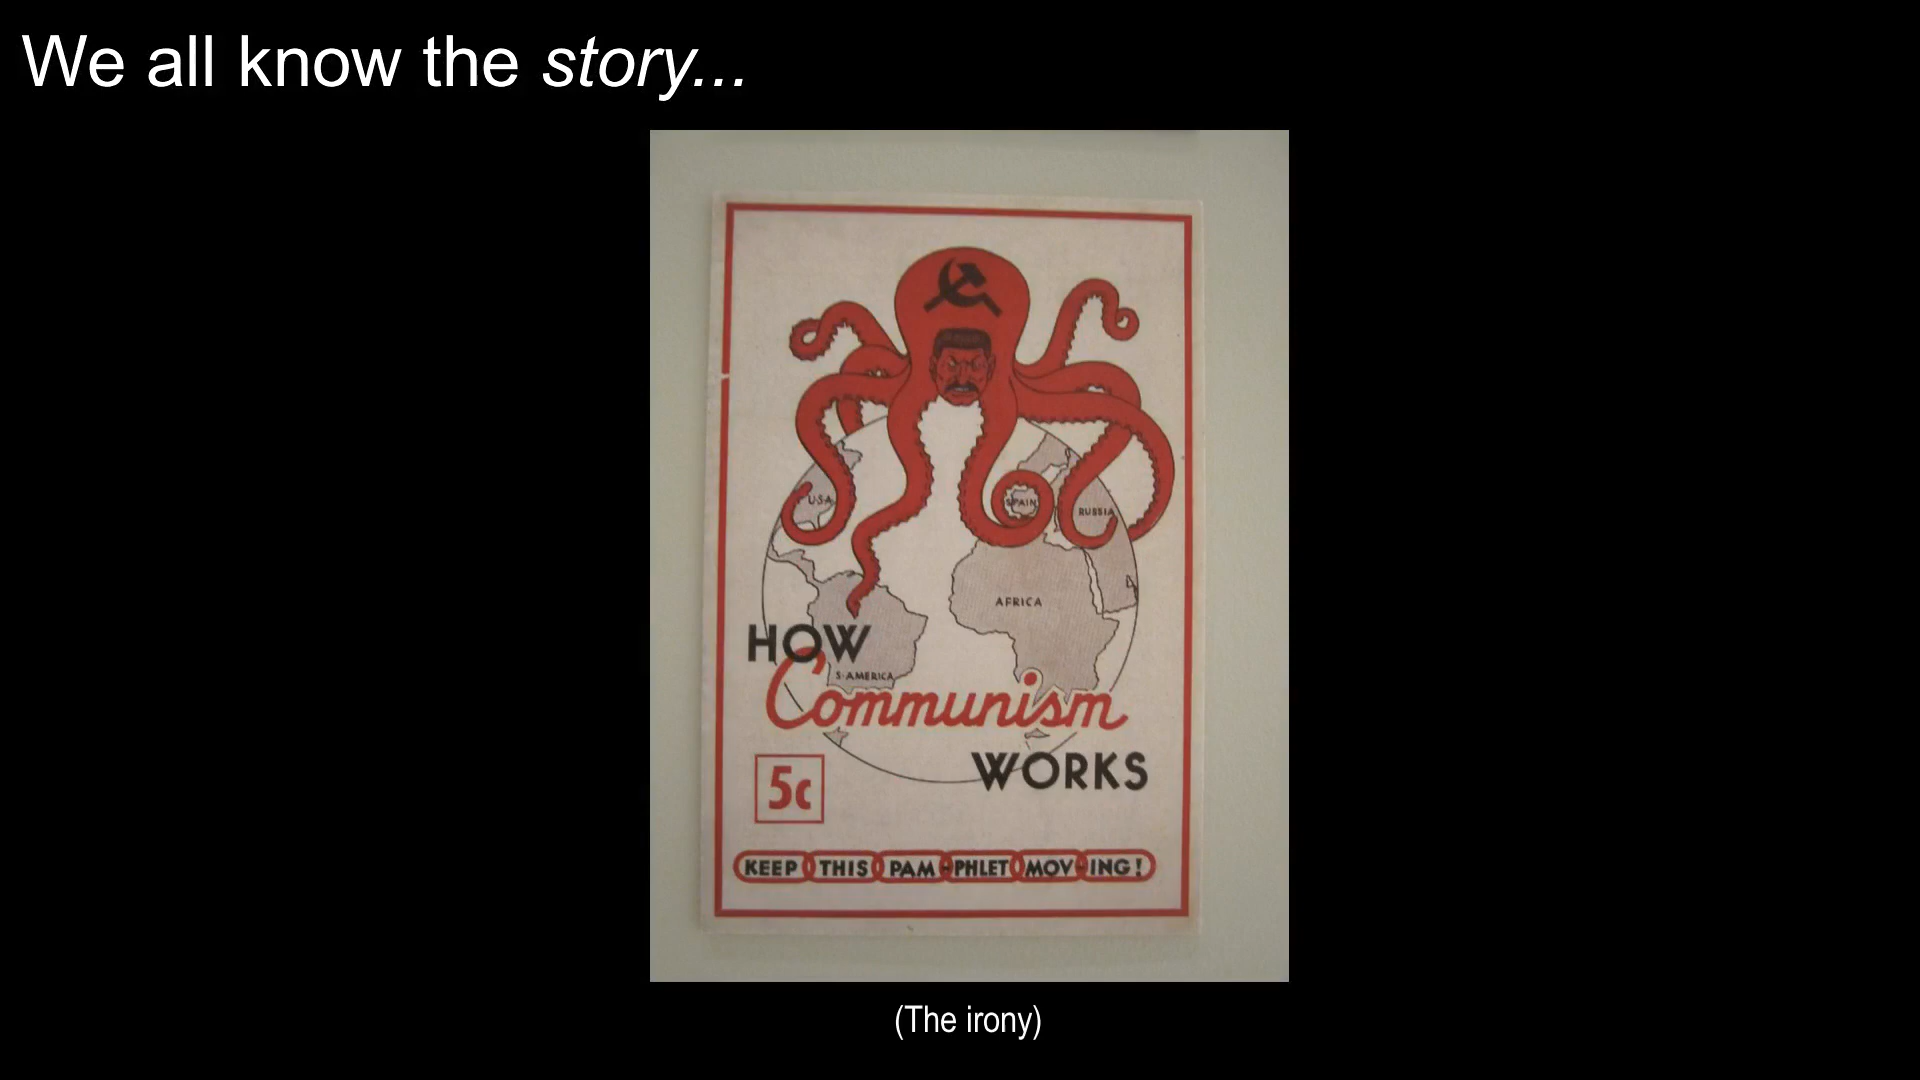 We all know the story...
USA
SPAIN
RUSSIA
AFRICA
HOW
S·AMERICA
Communism
WORKS
5c
KEEP THIS PAM-PHLET MOV-ING!
(The irony)